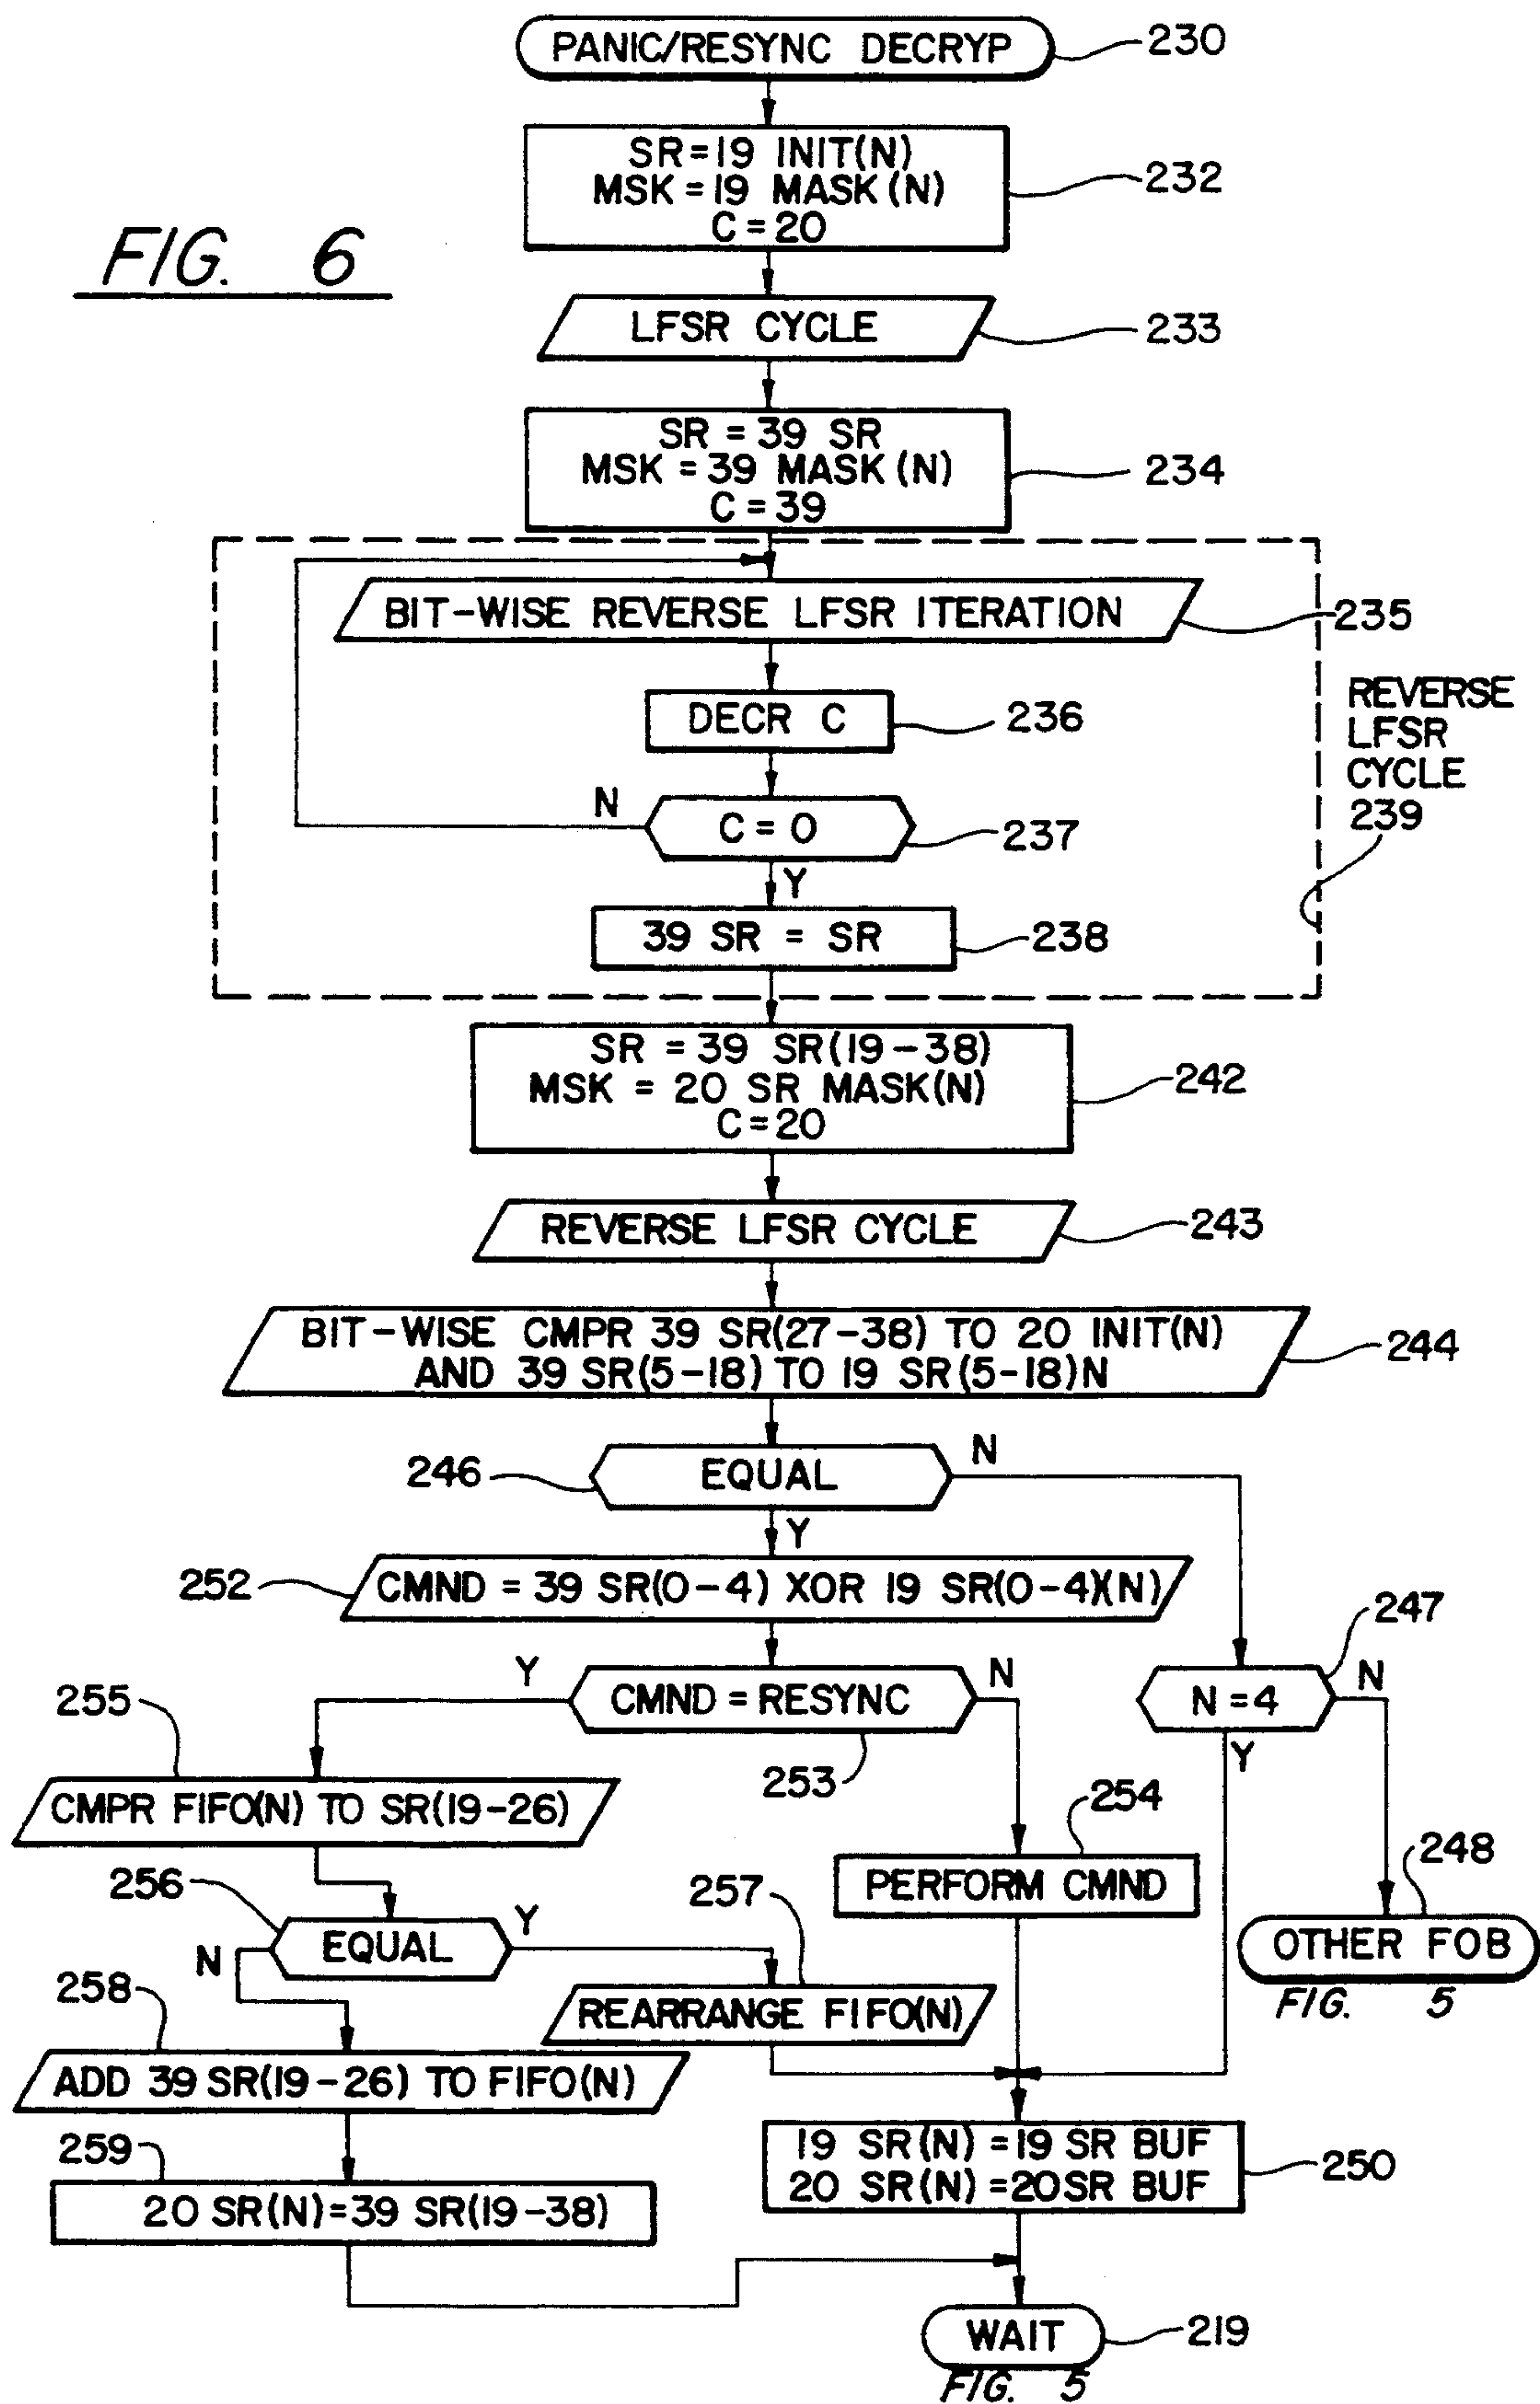 PANIC/RESYNC DECRYP
230
SR=19 INIT(N)
MSK=19 MASK(N)
C=20
232
FIG. 6
LFSR CYCLE
233
SR = 39 SR
MSK = 39 MASK(N)
C=39
234
BIT-WISE REVERSE LFSR ITERATION
235
DECR C
236
REVERSE
LFSR
CYCLE
239
N
C=0
237
Y
39 SR = SR
238
SR = 39 SR(19-38)
MSK = 20 SR MASK(N)
C=20
242
REVERSE LFSR CYCLE
243
BIT-WISE CMPR 39 SR(27-38) TO 20 INIT(N)
AND 39 SR(5-18) TO 19 SR(5-18)N
244
246
EQUAL
N
Y
252
CMND = 39 SR(0-4) XOR 19 SR(0-4)(N)
247
Y
CMND = RESYNC
N
253
N=4
N
Y
255
CMPR FIFO(N) TO SR(19-26)
254
PERFORM CMND
248
OTHER FOB
FIG. 5
256
EQUAL
Y
N
257
REARRANGE FIFO(N)
258
ADD 39 SR(19-26) TO FIFO(N)
259
20 SR(N)=39 SR(19-38)
19 SR(N)=19 SR BUF
20 SR(N)=20SR BUF
250
WAIT
219
FIG. 5